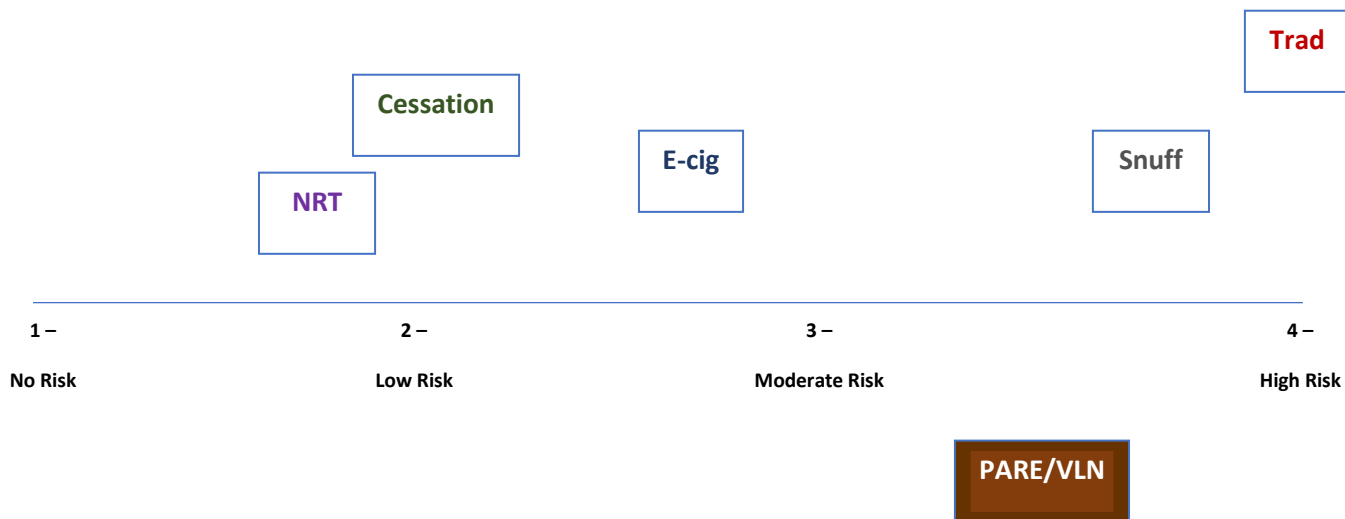 Trad
Cessation
E-cig
Snuff
NRT
1 –
2 –
3 –
4 –
No Risk
Low Risk
Moderate Risk
High Risk
PARE/VLN